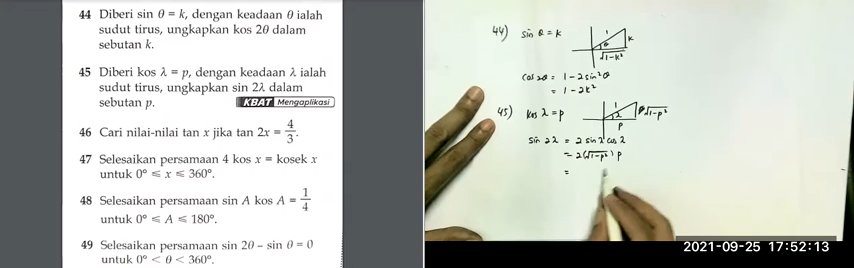 44 Diberi sin θ = k, dengan keadaan θ ialah
sudut tirus, ungkapkan kos 2θ dalam
sebutan k.
45 Diberi kos λ = p, dengan keadaan λ ialah
sudut tirus, ungkapkan sin 2λ dalam
sebutan p.
KBAT Mengaplikasi
46 Cari nilai-nilai tan x jika tan 2x = 4/3.
47 Selesaikan persamaan 4 kos x = kosek x
untuk 0° ⩽ x ⩽ 360°.
48 Selesaikan persamaan sin A kos A = 1/4
untuk 0° ⩽ A ⩽ 180°.
49 Selesaikan persamaan sin 2θ – sin θ = 0
untuk 0° < θ < 360°.
44) sin θ = k
1
k
θ
√1-k²
cos 2θ = 1 - 2 sin² θ
= 1 - 2k²
45) kos λ = p
1
√1-p²
λ
p
sin 2λ = 2 sin λ cos λ
= 2(√1-p²) p
=
2021-09-25 17:52:13